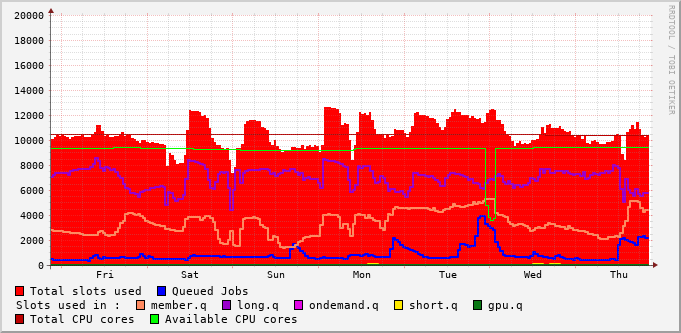 20000
18000
16000
14000
12000
10000
8000
6000
4000
2000
0
Fri Sat Sun Mon Tue Wed Thu
Total slots used Queued Jobs
Slots used in : member.q long.q ondemand.q short.q gpu.q
Total CPU cores Available CPU cores
RRDTOOL / TOBI OETIKER